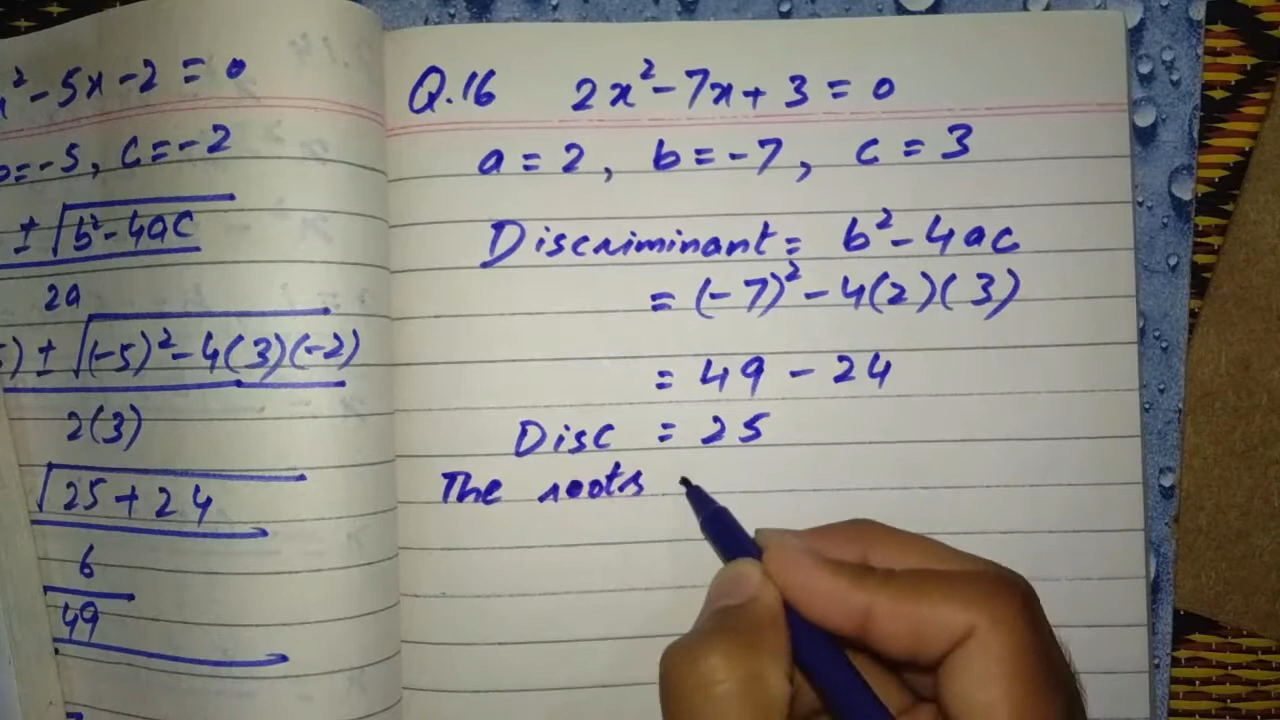 x² - 5x - 2 = 0
b = -5, c = -2
± √b² - 4ac
2a
) ± √(-5)² - 4(3)(-2)
2(3)
√25 + 24
6
49
Q.16 2x² - 7x + 3 = 0
a = 2, b = -7, c = 3
Discriminant = b² - 4ac
= (-7)² - 4(2)(3)
= 49 - 24
Disc = 25
The roots